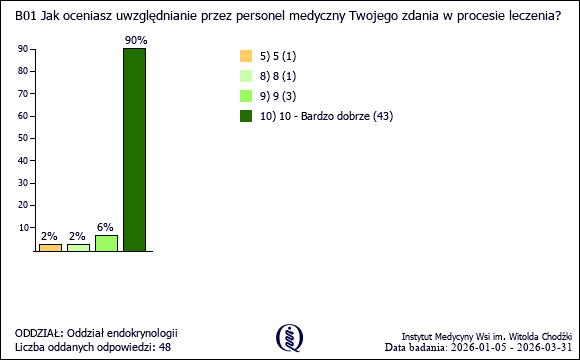 B01 Jak oceniasz uwzględnianie przez personel medyczny Twojego zdania w procesie leczenia?
90%
90
80
70
60
50
40
30
20
10
2%
2%
6%
5) 5 (1)
8) 8 (1)
9) 9 (3)
10) 10 - Bardzo dobrze (43)
ODDZIAŁ: Oddział endokrynologii
Liczba oddanych odpowiedzi: 48
Instytut Medycyny Wsi im. Witolda Chodźki
Data badania: 2026-01-05 - 2026-03-31